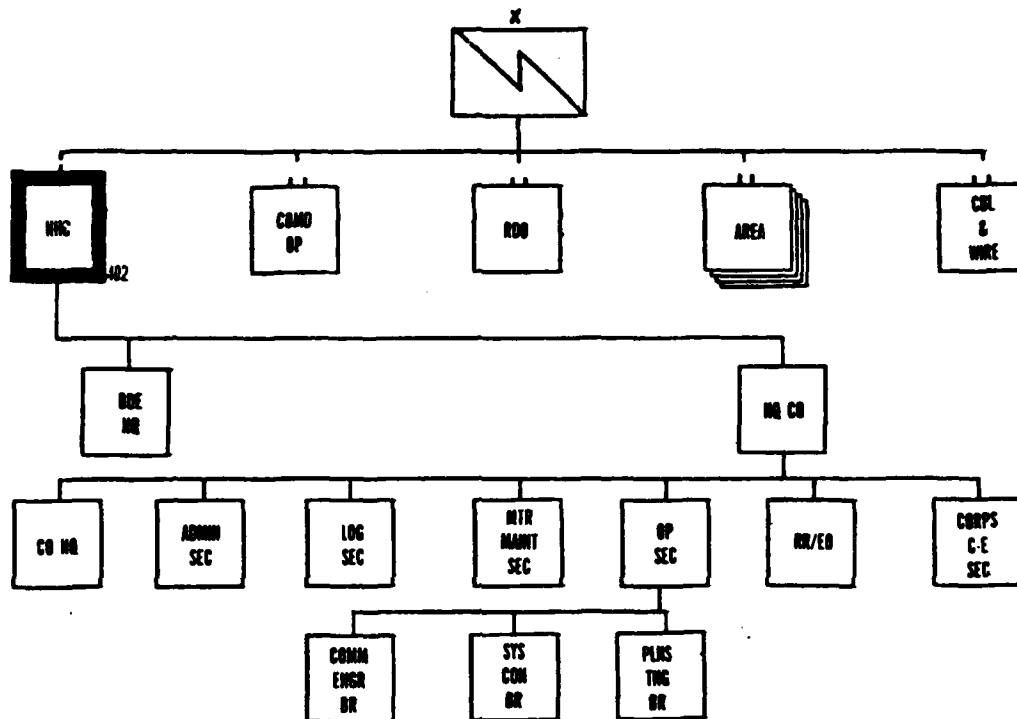 X
HHC
402
COMD
OP
RDO
AREA
CBL
&
WIRE
BDE
HQ
HQ CO
CO HQ
ADMIN
SEC
LOG
SEC
MTR
MAINT
SEC
OP
SEC
RR/EO
CORPS
C-E
SEC
COMM
ENGR
BR
SYS
CON
BR
PLNS
TNG
BR